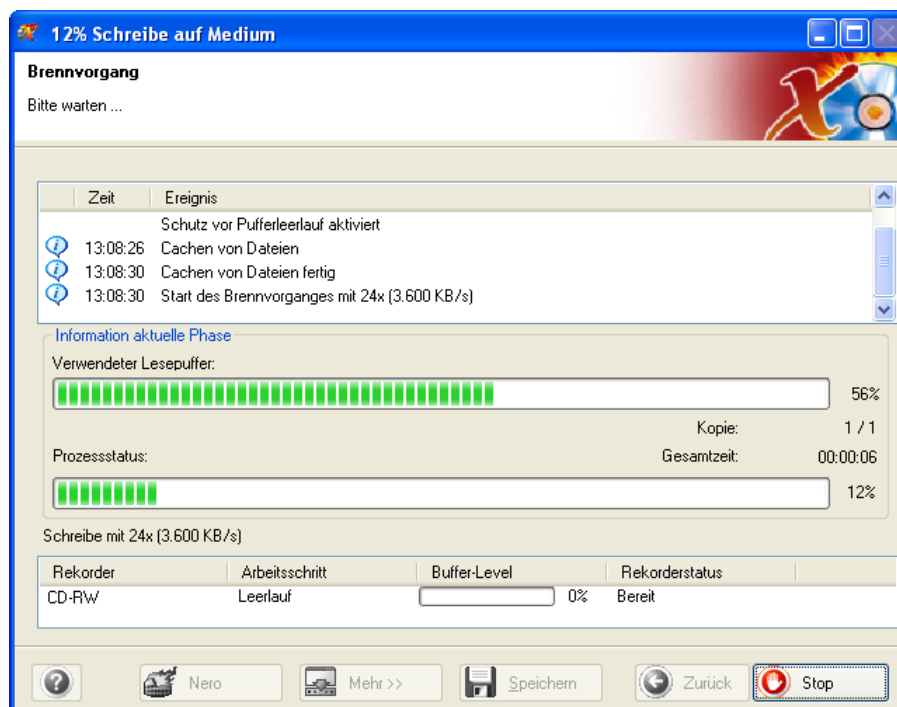 12% Schreibe auf Medium
Brennvorgang
Bitte warten ...
Zeit Ereignis
Schutz vor Pufferleerlauf aktiviert
13:08:26 Cachen von Dateien
13:08:30 Cachen von Dateien fertig
13:08:30 Start des Brennvorganges mit 24x (3.600 KB/s)
Information aktuelle Phase
Verwendeter Lesepuffer:
56%
Kopie: 1 / 1
Prozessstatus: Gesamtzeit: 00:00:06
12%
Schreibe mit 24x (3.600 KB/s)
Rekorder Arbeitsschritt Buffer-Level Rekorderstatus
CD-RW Leerlauf 0% Bereit
Nero Mehr >> Speichern Zurück Stop